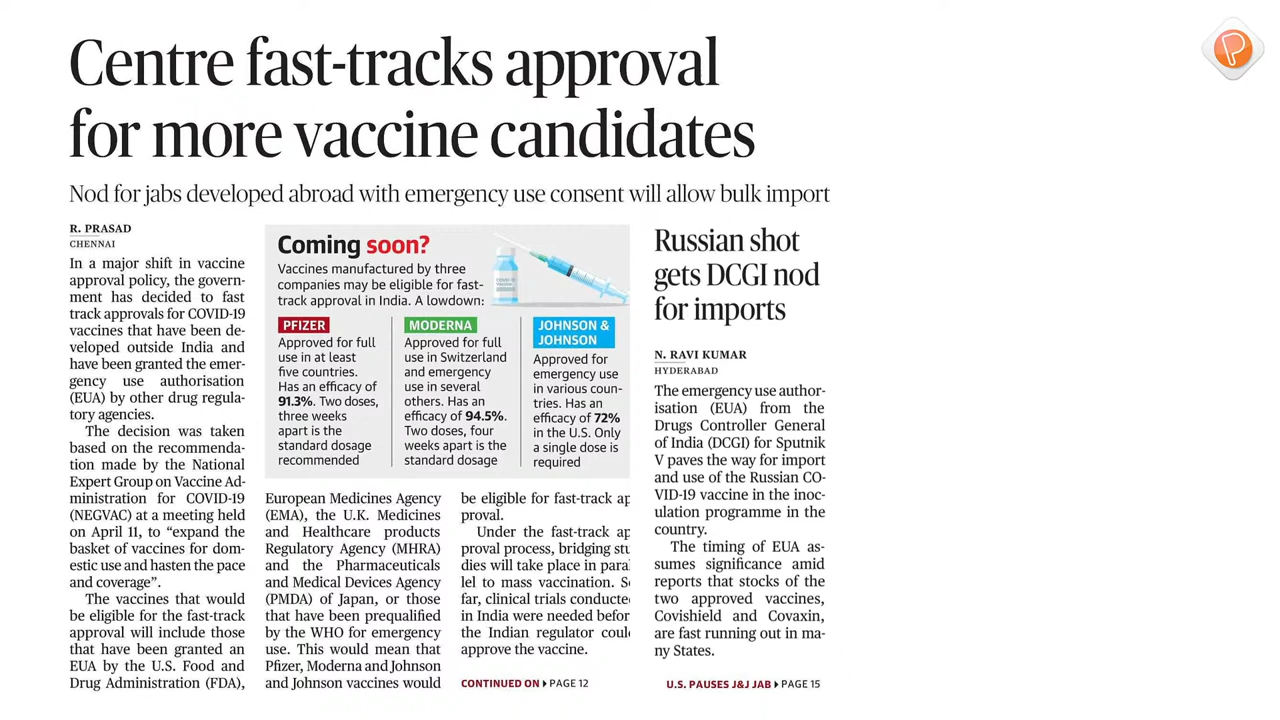 Centre fast-tracks approval
for more vaccine candidates
Nod for jabs developed abroad with emergency use consent will allow bulk import
R. PRASAD
CHENNAI
In a major shift in vaccine
approval policy, the govern-
ment has decided to fast
track approvals for COVID-19
vaccines that have been de-
veloped outside India and
have been granted the emer-
gency use authorisation
(EUA) by other drug regula-
tory agencies.
The decision was taken
based on the recommenda-
tion made by the National
Expert Group on Vaccine Ad-
ministration for COVID-19
(NEGVAC) at a meeting held
on April 11, to “expand the
basket of vaccines for dom-
estic use and hasten the pace
and coverage”.
The vaccines that would
be eligible for the fast-track
approval will include those
that have been granted an
EUA by the U.S. Food and
Drug Administration (FDA),
Coming soon?
Vaccines manufactured by three
companies may be eligible for fast-
track approval in India. A lowdown:
PFIZER
Approved for full
use in at least
five countries.
Has an efficacy of
91.3%. Two doses,
three weeks
apart is the
standard dosage
recommended
MODERNA
Approved for full
use in Switzerland
and emergency
use in several
others. Has an
efficacy of 94.5%.
Two doses, four
weeks apart is the
standard dosage
JOHNSON &
JOHNSON
Approved for
emergency use
in various coun-
tries. Has an
efficacy of 72%
in the U.S. Only
a single dose is
required
European Medicines Agency
(EMA), the U.K. Medicines
and Healthcare products
Regulatory Agency (MHRA)
and the Pharmaceuticals
and Medical Devices Agency
(PMDA) of Japan, or those
that have been prequalified
by the WHO for emergency
use. This would mean that
Pfizer, Moderna and Johnson
and Johnson vaccines would
be eligible for fast-track ap
proval.
Under the fast-track ap
proval process, bridging stu
dies will take place in paral
lel to mass vaccination. So
far, clinical trials conducted
in India were needed befor
the Indian regulator coul
approve the vaccine.
CONTINUED ON PAGE 12
Russian shot
gets DCGI nod
for imports
N. RAVI KUMAR
HYDERABAD
The emergency use author-
isation (EUA) from the
Drugs Controller General
of India (DCGI) for Sputnik
V paves the way for import
and use of the Russian CO-
VID-19 vaccine in the inoc-
ulation programme in the
country.
The timing of EUA as-
sumes significance amid
reports that stocks of the
two approved vaccines,
Covishield and Covaxin,
are fast running out in ma-
ny States.
U.S. PAUSES J&J JAB PAGE 15